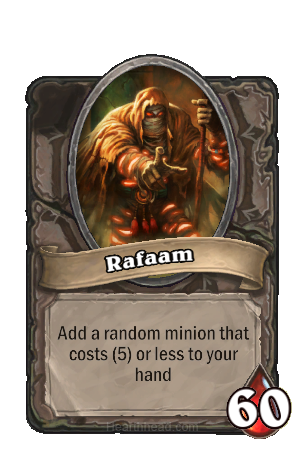 Rafaam
Add a random minion that
costs (5) or less to your
hand
60